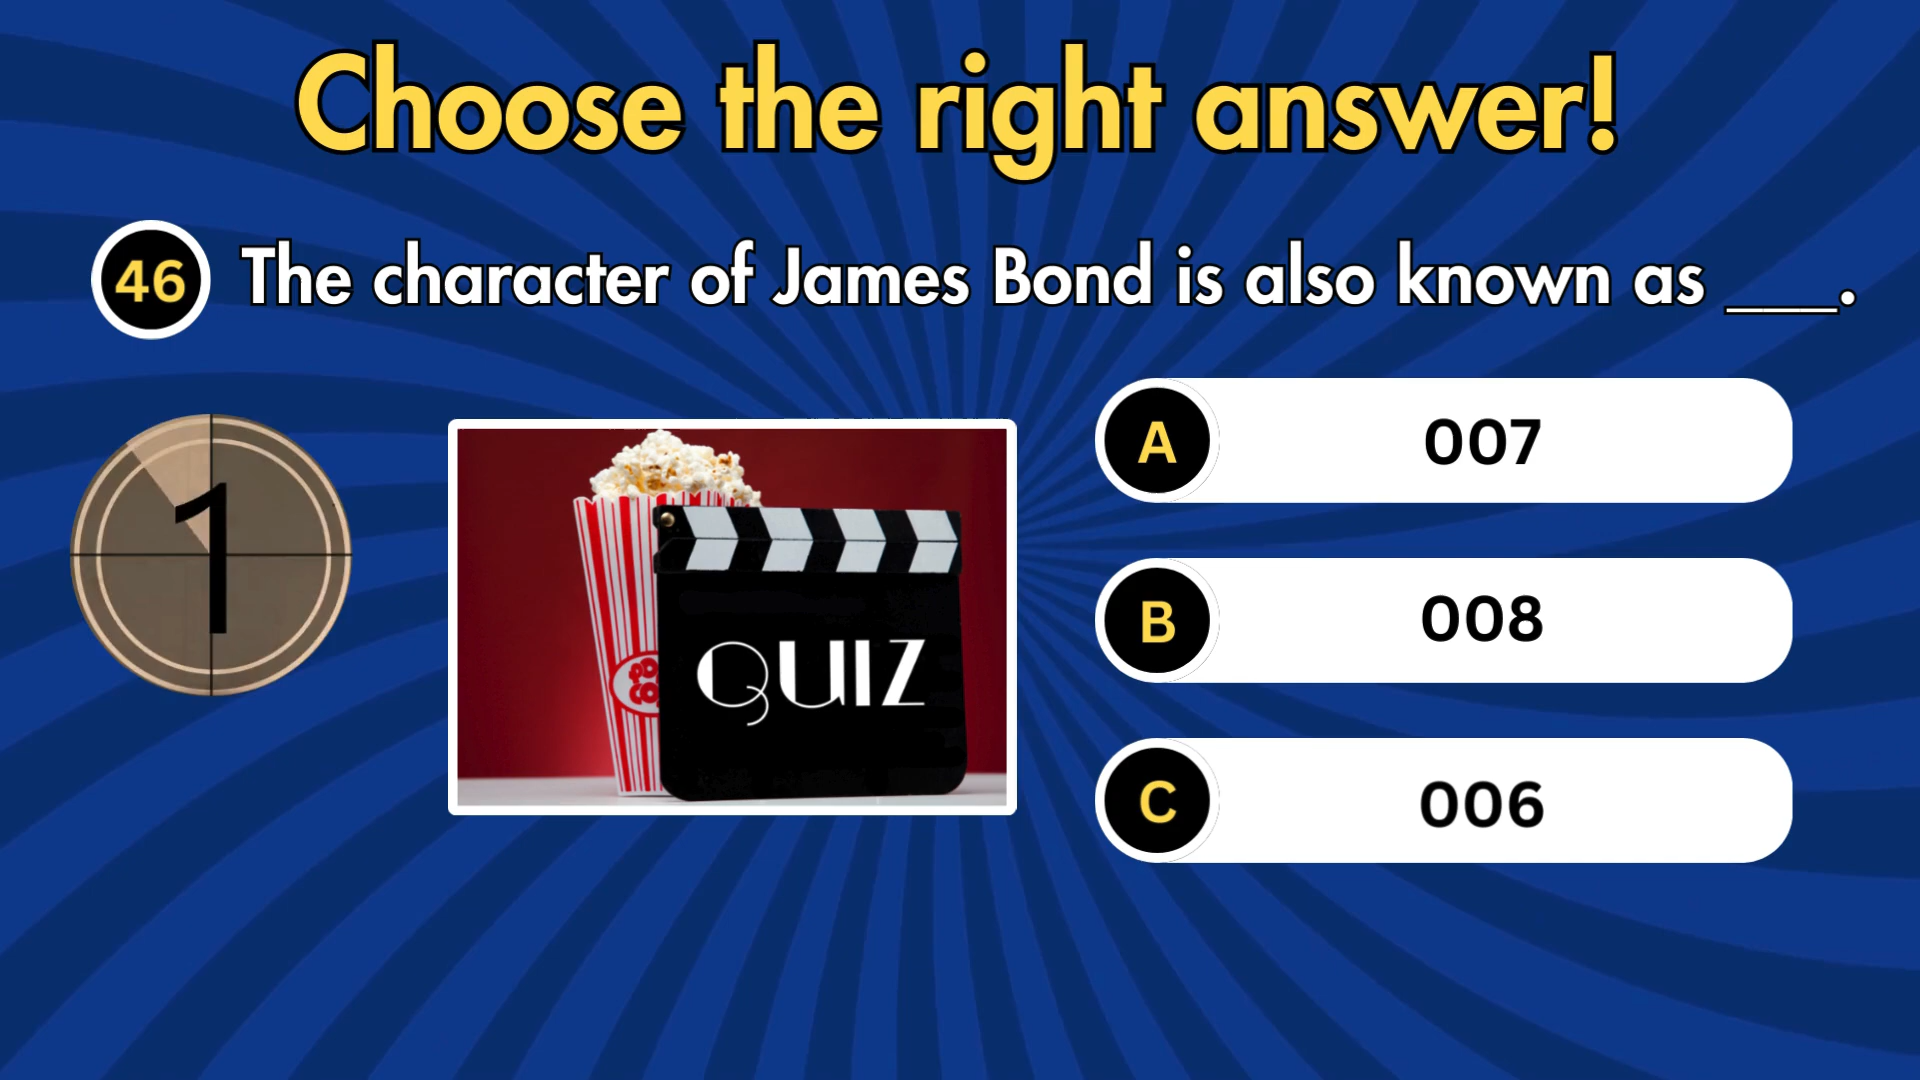 Choose the right answer!
46 The character of James Bond is also known as ___.
1
QUIZ
A 007
B 008
C 006